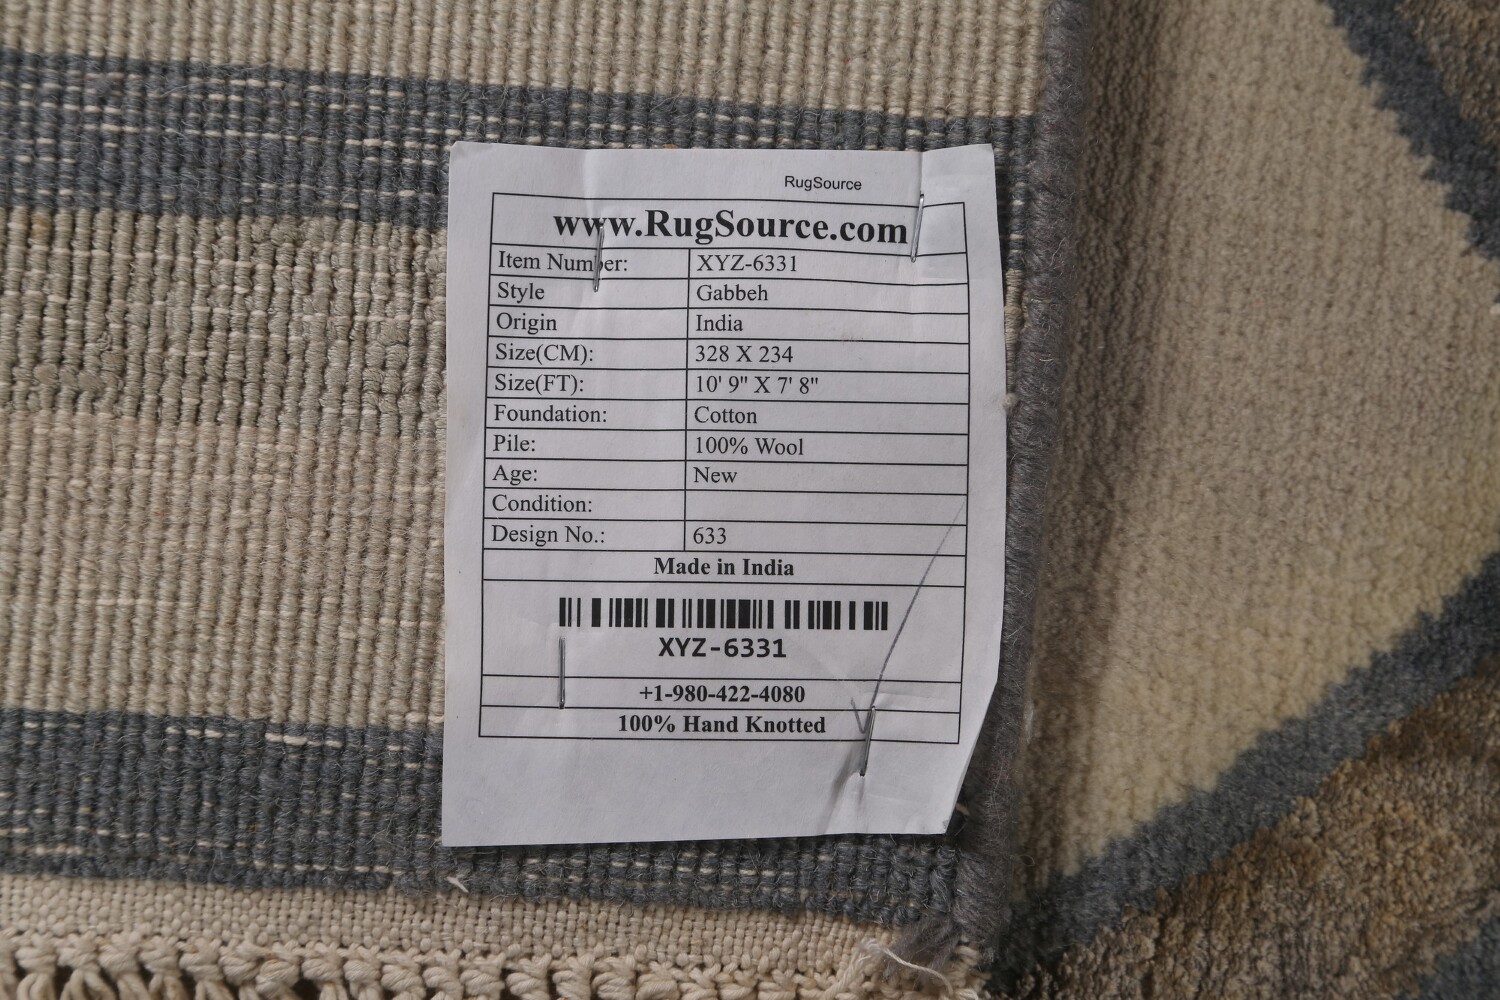 RugSource
www.RugSource.com
Item Number: XYZ-6331
Style Gabbeh
Origin India
Size(CM): 328 X 234
Size(FT): 10' 9" X 7' 8"
Foundation: Cotton
Pile: 100% Wool
Age: New
Condition:
Design No.: 633
Made in India
XYZ-6331
+1-980-422-4080
100% Hand Knotted